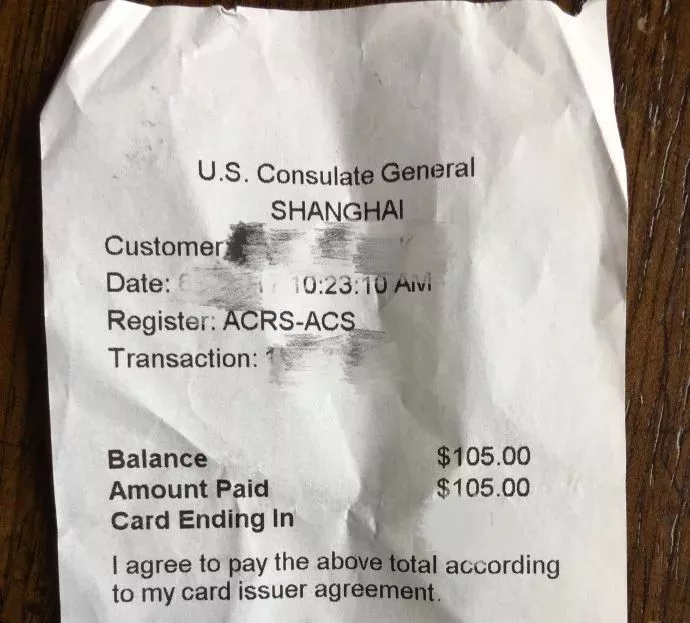 U.S. Consulate General
SHANGHAI
Customer:
Date: 10:23:10 AM
Register: ACRS-ACS
Transaction:
Balance $105.00
Amount Paid $105.00
Card Ending In
I agree to pay the above total according
to my card issuer agreement.